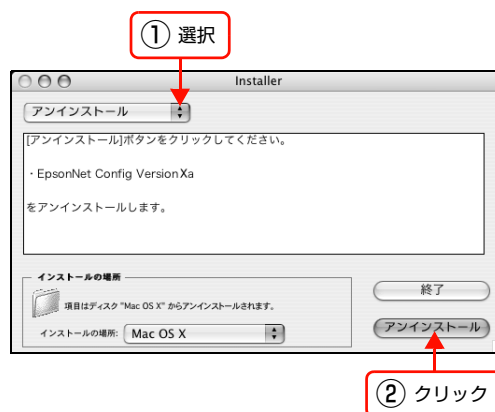 ① 選択
Installer
アンインストール
[アンインストール]ボタンをクリックしてください。
・EpsonNet Config Version Xa
をアンインストールします。
インストールの場所
項目はディスク "Mac OS X" からアンインストールされます。
インストールの場所: Mac OS X
終了
アンインストール
② クリック